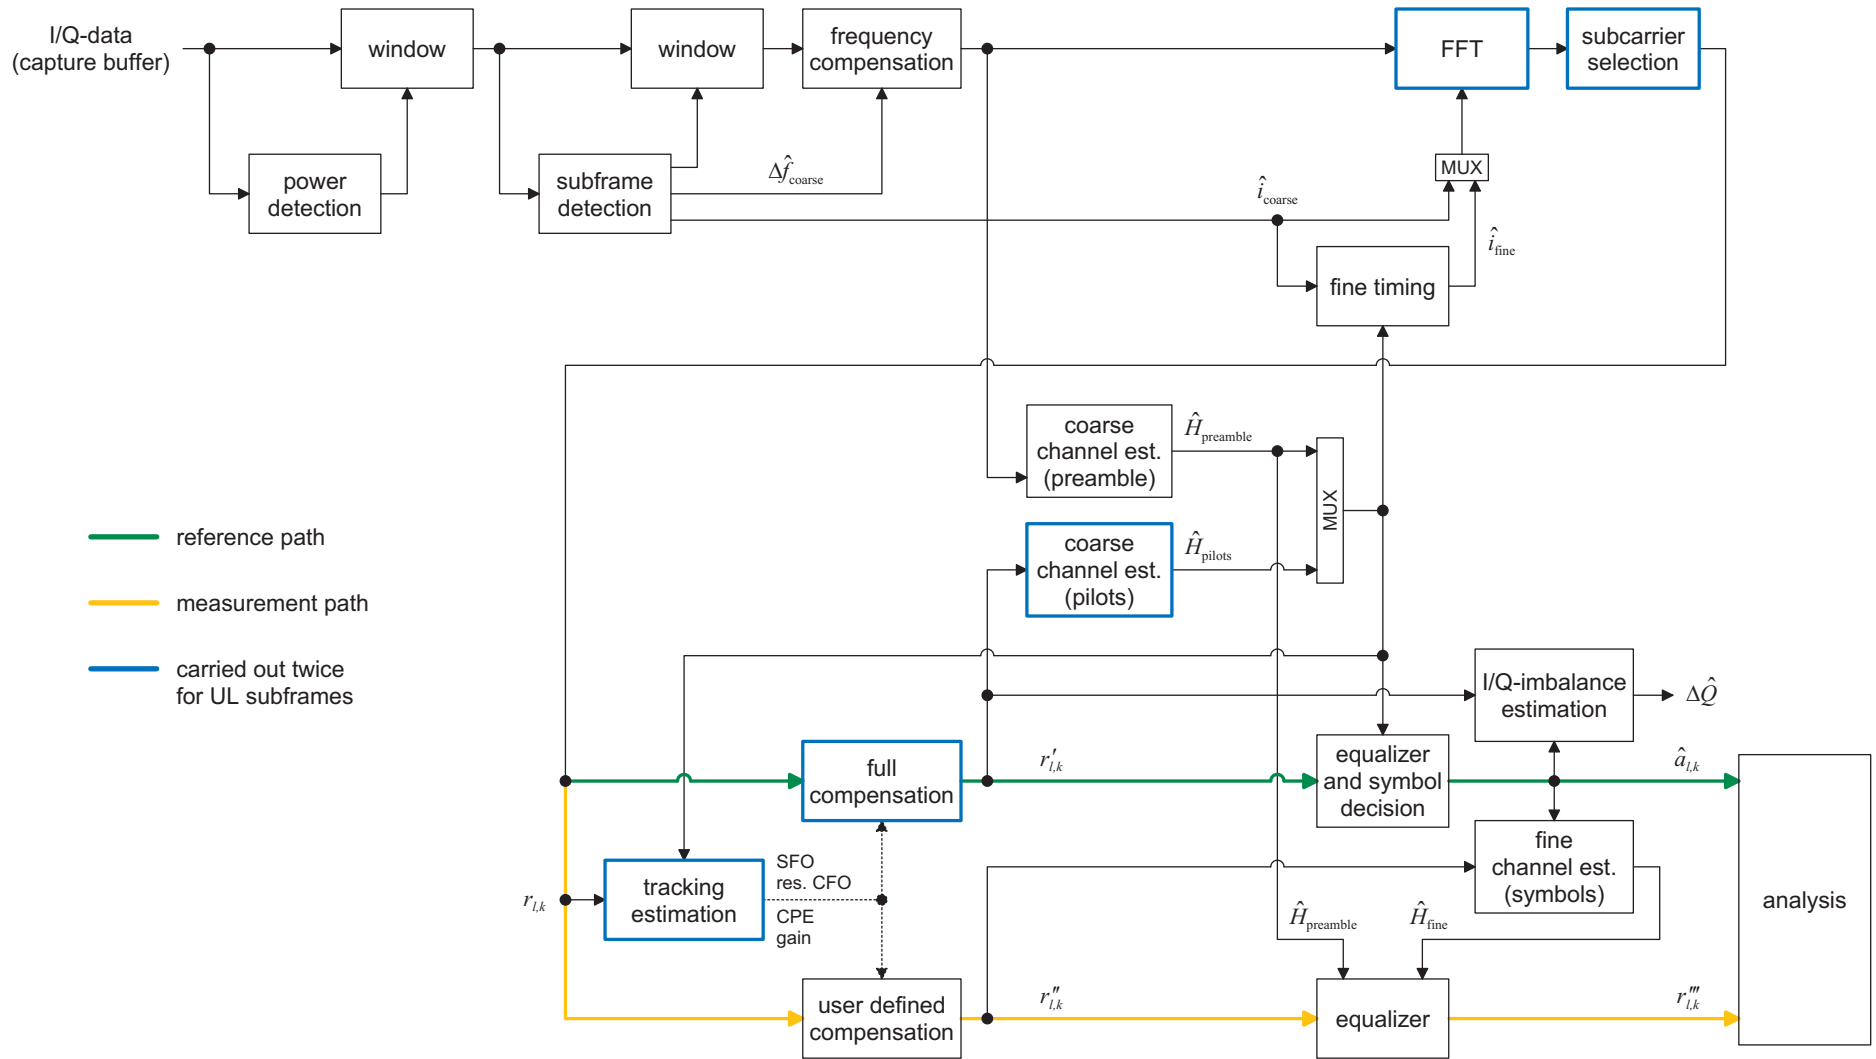 I/Q-data
(capture buffer)
window
window
frequency
compensation
FFT
subcarrier
selection
power
detection
subframe
detection
Δf̂coarse
MUX
îcoarse
îfine
fine timing
coarse
channel est.
(preamble)
Ĥpreamble
MUX
reference path
coarse
channel est.
(pilots)
Ĥpilots
measurement path
carried out twice
for UL subframes
I/Q-imbalance
estimation
ΔQ̂
full
compensation
r′l,k
equalizer
and symbol
decision
âl,k
SFO
res. CFO
fine
channel est.
(symbols)
rl,k
tracking
estimation
CPE
gain
analysis
Ĥpreamble
Ĥfine
user defined
compensation
r″l,k
equalizer
r‴l,k